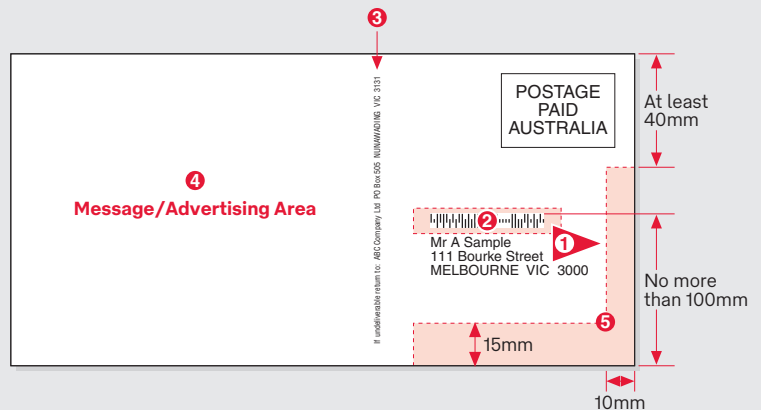 3
POSTAGE
PAID
AUSTRALIA
At least
40mm
If undeliverable return to: ABC Company Ltd PO Box 505 NUNAWADING VIC 3131
4
Message/Advertising Area
2
Mr A Sample
111 Bourke Street
MELBOURNE VIC 3000
1
No more
than 100mm
5
15mm
10mm